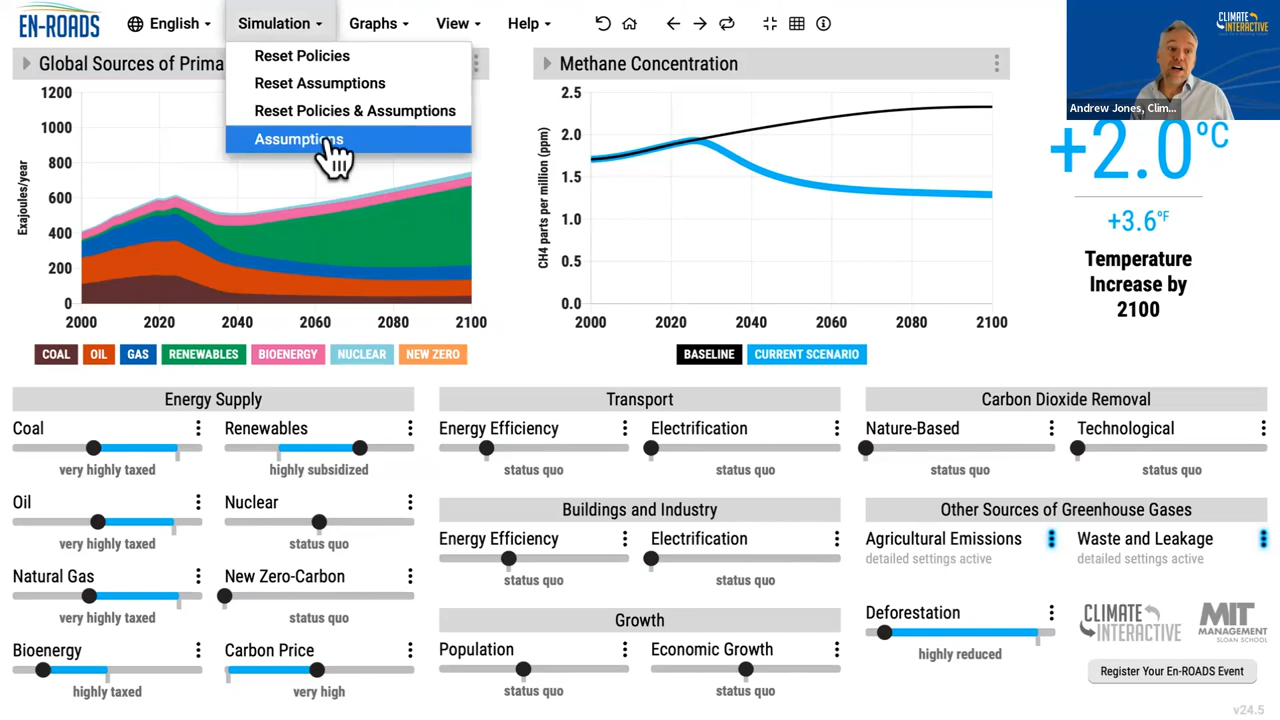 EN-ROADS
English
Simulation
Graphs
View
Help
Reset Policies
Reset Assumptions
Reset Policies & Assumptions
Assumptions
CLIMATE
INTERACTIVE
Andrew Jones, Clim...
Global Sources of Prima
1200
1000
800
600
400
200
0
Exajoules/year
2000
2020
2040
2060
2080
2100
COAL
OIL
GAS
RENEWABLES
BIOENERGY
NUCLEAR
NEW ZERO
Methane Concentration
2.5
2.0
1.5
1.0
0.5
0.0
CH4 parts per million (ppm)
2000
2020
2040
2060
2080
2100
BASELINE
CURRENT SCENARIO
+2.0°C
+3.6°F
Temperature
Increase by
2100
Energy Supply
Coal
very highly taxed
Renewables
highly subsidized
Oil
very highly taxed
Nuclear
status quo
Natural Gas
very highly taxed
New Zero-Carbon
status quo
Bioenergy
highly taxed
Carbon Price
very high
Transport
Energy Efficiency
status quo
Electrification
status quo
Buildings and Industry
Energy Efficiency
status quo
Electrification
status quo
Growth
Population
status quo
Economic Growth
status quo
Carbon Dioxide Removal
Nature-Based
status quo
Technological
status quo
Other Sources of Greenhouse Gases
Agricultural Emissions
detailed settings active
Waste and Leakage
detailed settings active
Deforestation
highly reduced
CLIMATE
INTERACTIVE
MIT
MANAGEMENT
SLOAN SCHOOL
Register Your En-ROADS Event
v24.5